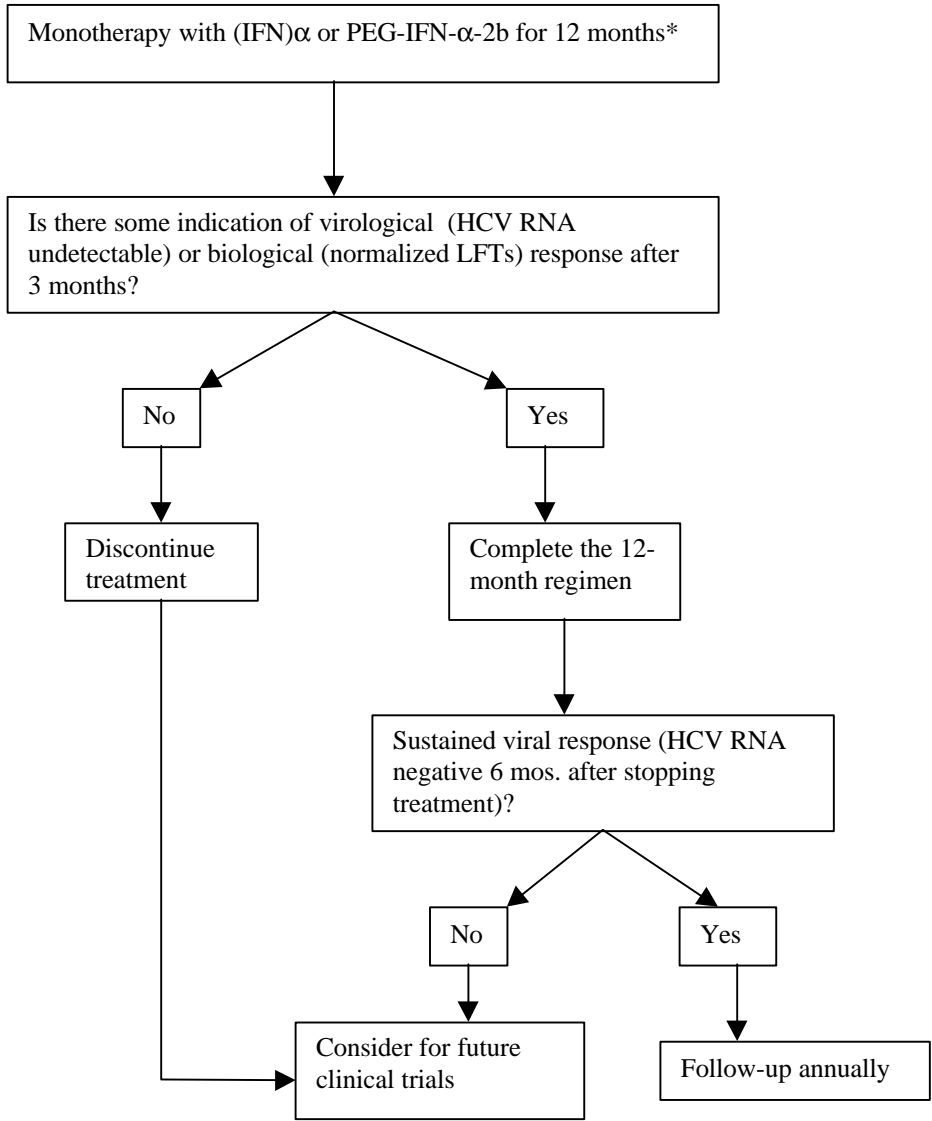 Monotherapy with (IFN)α or PEG-IFN-α-2b for 12 months*
Is there some indication of virological (HCV RNA
undetectable) or biological (normalized LFTs) response after
3 months?
No
Yes
Discontinue
treatment
Complete the 12-
month regimen
Sustained viral response (HCV RNA
negative 6 mos. after stopping
treatment)?
No
Yes
Consider for future
clinical trials
Follow-up annually